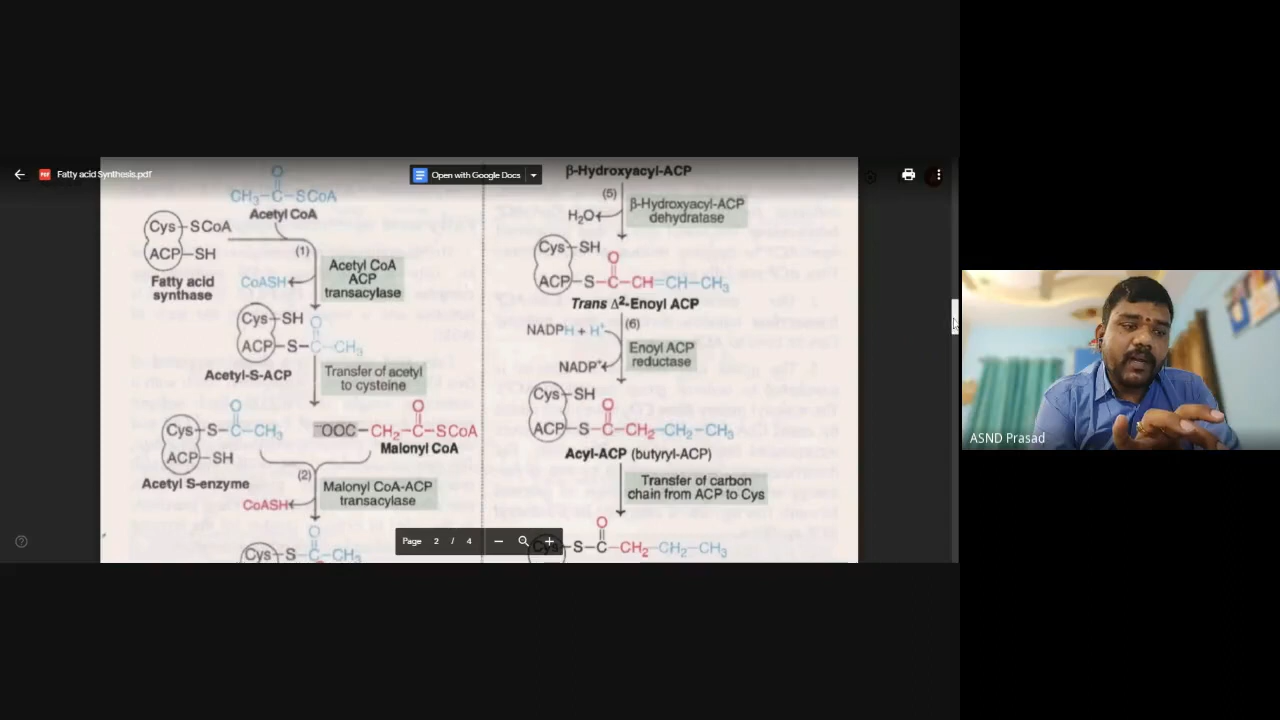 Fatty acid Synthesis.pdf
Open with Google Docs
O
CH₃–C–SCoA
Acetyl CoA
Cys–SCoA
ACP–SH
Fatty acid
synthase
(1)
CoASH
Acetyl CoA
ACP
transacylase
Cys–SH
O
ACP–S–C–CH₃
Acetyl-S-ACP
Transfer of acetyl
to cysteine
O
Cys–S–C–CH₃
ACP–SH
Acetyl S-enzyme
O
⁻OOC–CH₂–C–SCoA
Malonyl CoA
(2)
CoASH
Malonyl CoA-ACP
transacylase
O
Cys–S–C–CH₃
β-Hydroxyacyl-ACP
(5)
H₂O
β-Hydroxyacyl-ACP
dehydratase
Cys–SH
O
ACP–S–C–CH=CH–CH₃
Trans Δ²-Enoyl ACP
NADPH + H⁺
(6)
NADP⁺
Enoyl ACP
reductase
Cys–SH
O
ACP–S–C–CH₂–CH₂–CH₃
Acyl-ACP (butyryl-ACP)
Transfer of carbon
chain from ACP to Cys
O
Cys–S–C–CH₂–CH₂–CH₃
Page 2 / 4
ASND Prasad